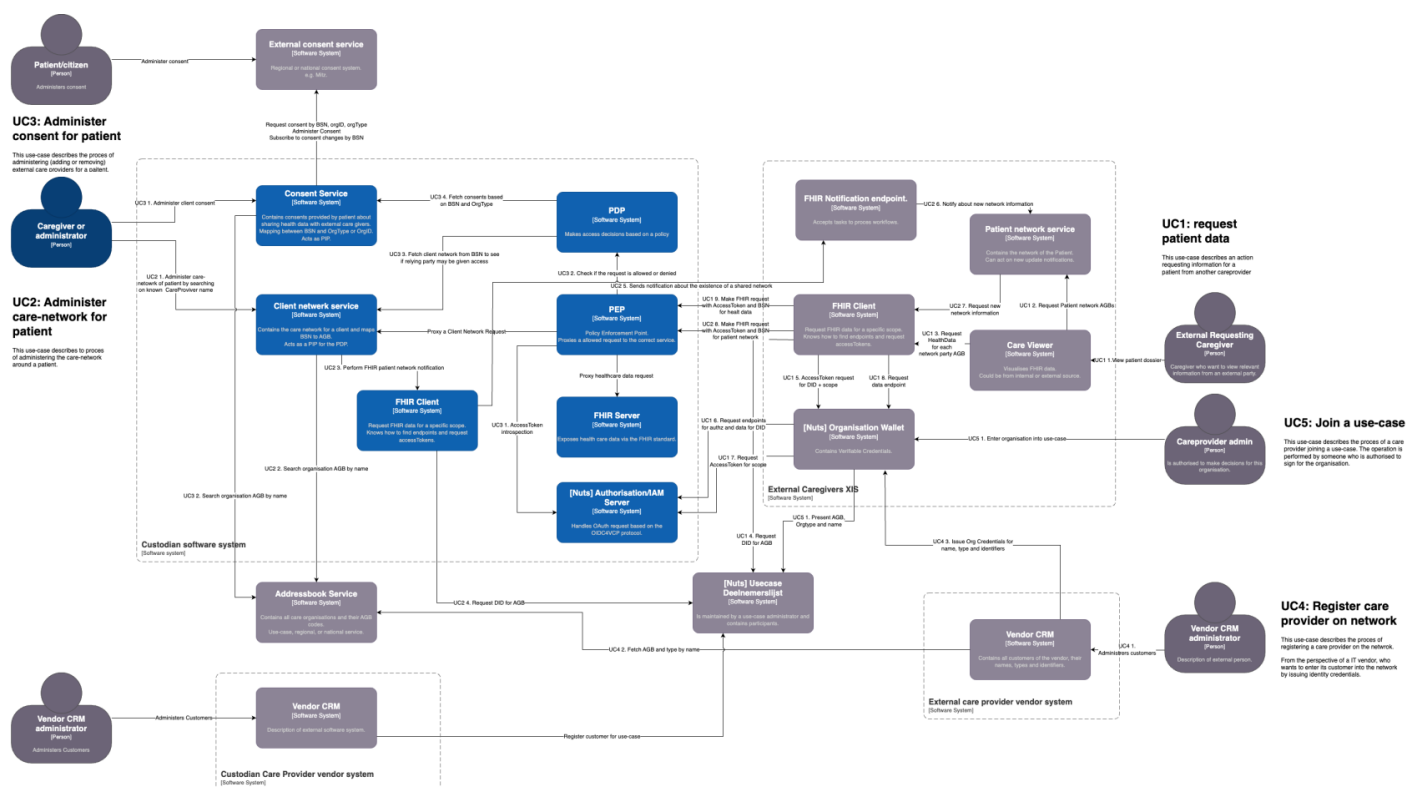 Patient/citizen
[Person]
Administers consent
Administer consent
External consent service
[Software System]
Regional or national consent system.
e.g. Mitz.
UC3: Administer
consent for patient
This use-case describes the proces of
administering (adding or removing)
external care providers for a patient.
Request consent by BSN, orgID, orgType
Administer Consent
Subscribe to consent changes by BSN
Caregiver or
administrator
[Person]
UC3 1. Administer client consent
UC2 1. Administer care-
netowrk of patient by searching
on known CareProviver name
UC2: Administer
care-network for
patient
This use-case describes to proces
of administering the care-network
around a patient.
Consent Service
[Software System]
Contains consents provided by patient about
sharing health data with external care givers.
Mapping between BSN and OrgType or OrgID.
Acts as PIP.
UC3 4. Fetch consents based
on BSN and OrgType
PDP
[Software System]
Makes access decisions based on a policy
UC3 3. Fetch client network from BSN to see
if relying party may be given access
UC3 2. Check if the request is allowed or denied
UC2 5. Sends notification about the existence of a shared network
Client network service
[Software System]
Contains the care network for a client and maps
BSN to AGB.
Acts as a PIP for the PDP.
Proxy a Client Network Request
PEP
[Software System]
Policy Enforcement Point.
Proxies a allowed request to the correct service.
UC2 3. Perform FHIR patient network notification
Proxy healthcare data request
FHIR Client
[Software System]
Request FHIR data for a specific scope.
Knows how to find endpoints and request
accessTokens.
FHIR Server
[Software System]
Exposes health care data via the FHIR standard.
UC3 1. AccessToken
introspection
UC2 2. Search organisation AGB by name
UC3 2. Search organisation AGB by name
[Nuts] Authorisation/IAM
Server
[Software System]
Handles OAuth request based on the
OIDC4VCP protocol.
Custodian software system
[Software system]
FHIR Notification endpoint.
[Software System]
Accepts tasks to proces workflows.
UC2 6. Notify about new network information
Patient network service
[Software System]
Contains the network of the Patient.
Can act on new update notifications.
UC1 9. Make FHIR request
with AccessToken and BSN
for heall data
UC2 8. Make FHIR request
with AccessToken and BSN
for patient network
FHIR Client
[Software System]
Request FHIR data for a specific scope.
Knows how to find endpoints and request
accessTokens.
UC2 7. Request new
network information
UC1 2. Request Patient network AGBs
UC1 3. Request
HealthData
for each
network party AGB
Care Viewer
[Software System]
Visualises FHIR data.
Could be from internal or external source.
UC1 1.View patient dossier
UC1: request
patient data
This use-case describes an action
requesting information for a
patient from another careprovider
External Requesting
Caregiver
[Person]
Caregiver who want to view relevant
information from an external party.
UC1 5. AccessToken request
for DID + scope
UC1 8. Request
data endpoint
UC1 6. Request endpoints
for authz and data for DID
UC1 7. Request
AccessToken for scope
[Nuts] Organisation Wallet
[Software System]
Contains Verifiable Credentials.
UC5 1. Enter organisation into use-case
Careprovider admin
[Person]
Is authorised to make decisions for this
organisation.
UC5: Join a use-case
This use-case describes the proces of a care
provider joining a use-case. The operation is
performed by someone who is authorised to
sign for the organisation.
External Caregivers XIS
[Software System]
UC5 1. Present AGB,
Orgtype and name
UC1 4. Request
DID for AGB
UC4 3. Issue Org Credentials for
name, type and identifiers
Addressbook Service
[Software System]
Contains all care organisations and their AGB
codes.
Use-case, regional, or national service.
UC2 4. Request DID for AGB
[Nuts] Usecase
Deelnemerslijst
[Software System]
Is maintained by a use-case administrator and
contains participants.
UC4 2. Fetch AGB and type by name
Vendor CRM
[Software System]
Contains all customers of the vendor, their
names, types and identifiers.
External care provider vendor system
[Software System]
UC4 1.
Administrers customers
Vendor CRM
administrator
[Person]
Description of external person.
UC4: Register care
provider on network
This use-case describes the proces of
registering a care provider on the network.
From the perspective of a IT vendor, who
wants to enter its customer into the network
by issuing identity credentials.
Vendor CRM
administrator
[Person]
Administers Customers
Administers Customers
Vendor CRM
[Software System]
Description of external software system.
Register customer for use-case
Custodian Care Provider vendor system
[Software System]